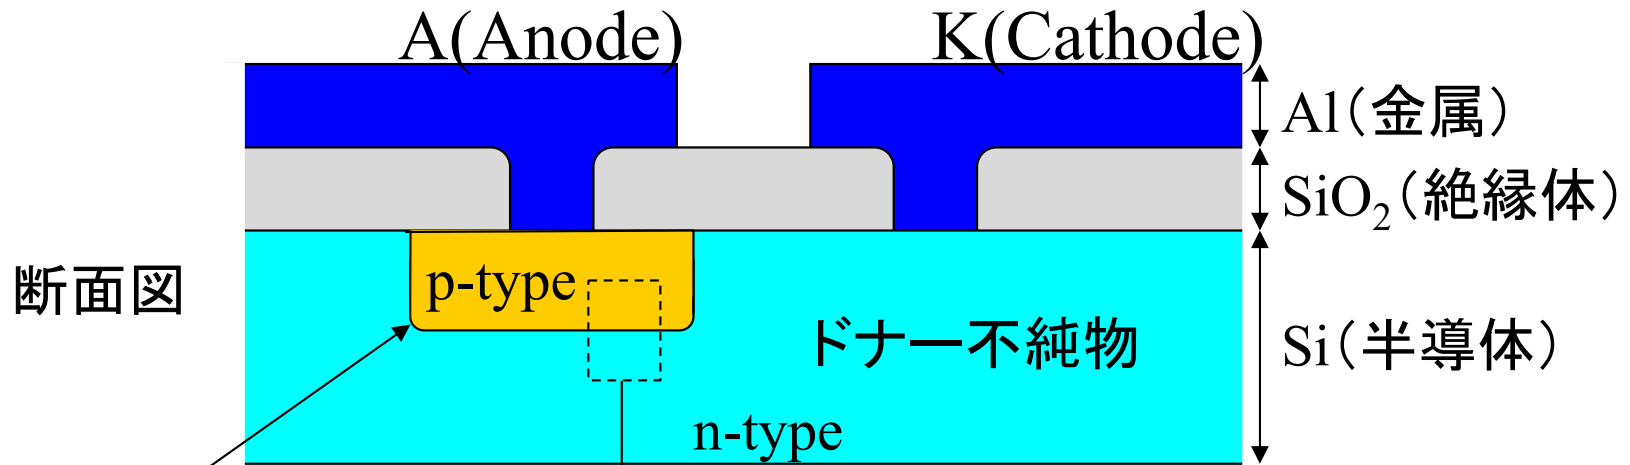 A(Anode)
K(Cathode)
Al(金属)
SiO₂(絶縁体)
断面図
p-type
ドナー不純物
Si(半導体)
n-type